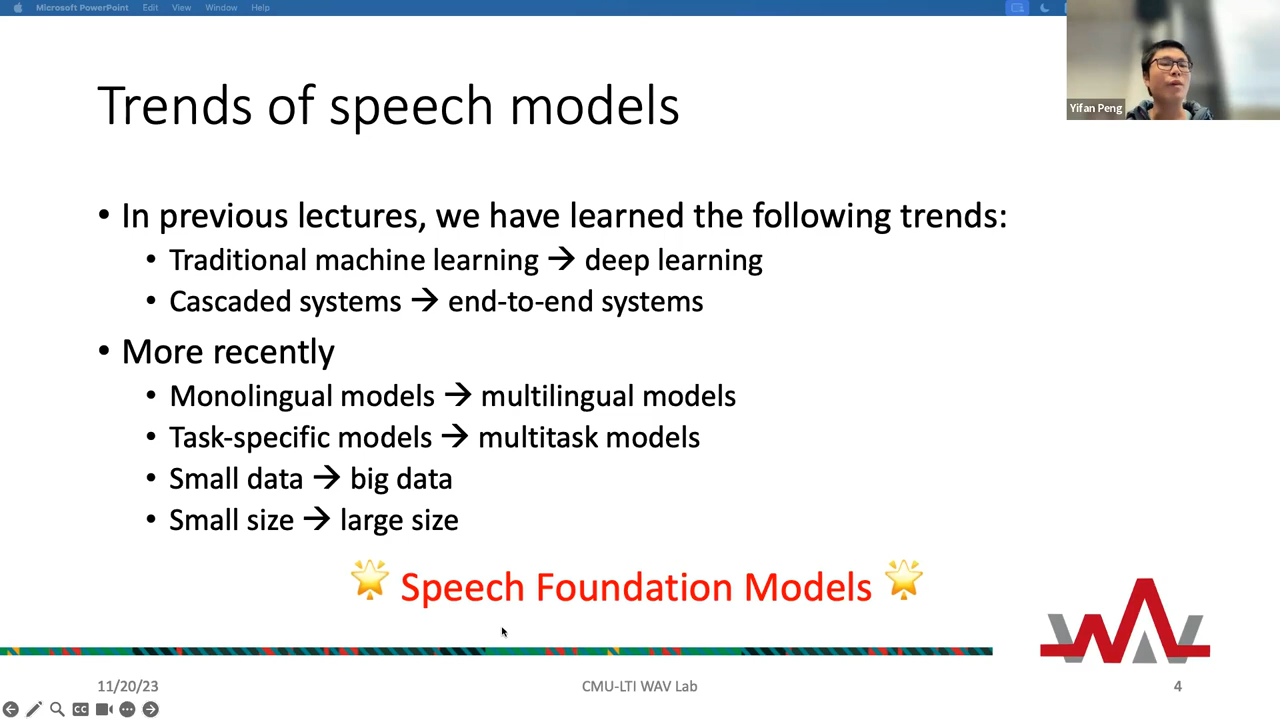 Microsoft PowerPoint Edit View Window Help
Yifan Peng
Trends of speech models
• In previous lectures, we have learned the following trends:
• Traditional machine learning → deep learning
• Cascaded systems → end-to-end systems
• More recently
• Monolingual models → multilingual models
• Task-specific models → multitask models
• Small data → big data
• Small size → large size
🌟 Speech Foundation Models 🌟
WAV
11/20/23 CMU-LTI WAV Lab 4
CC